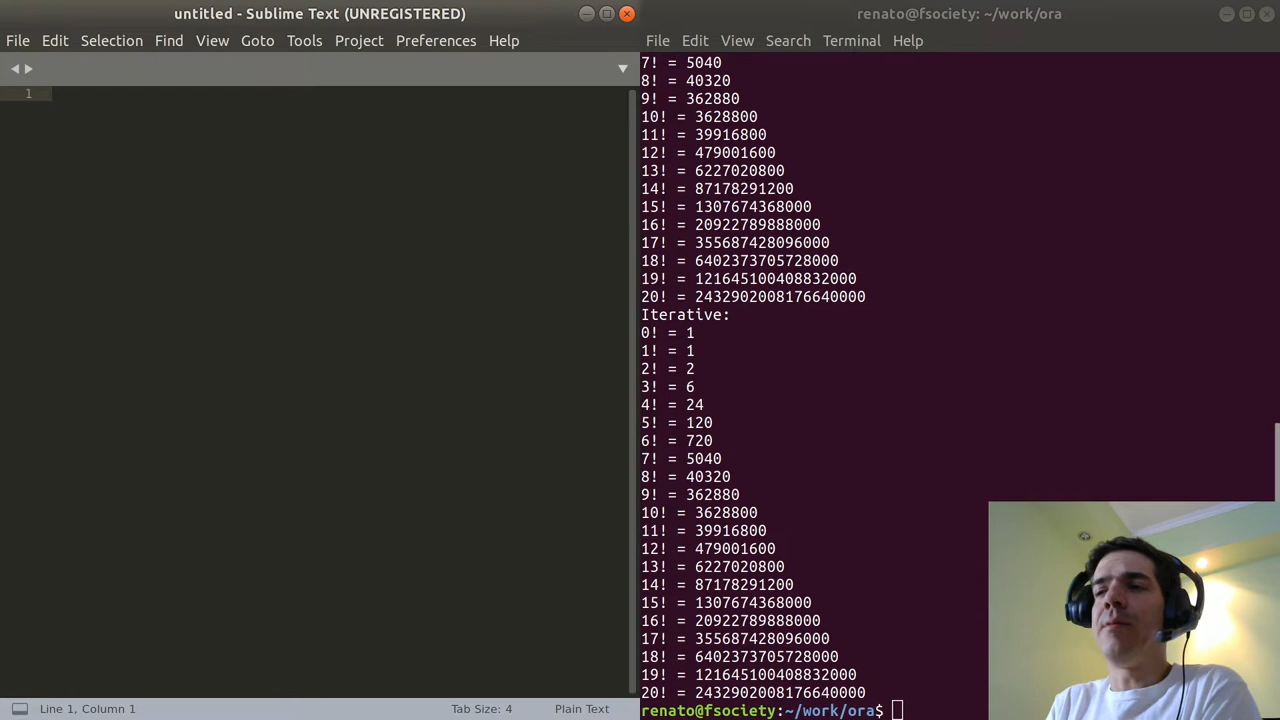 untitled - Sublime Text (UNREGISTERED)
File Edit Selection Find View Goto Tools Project Preferences Help
1
Line 1, Column 1
Tab Size: 4
Plain Text
renato@fsociety: ~/work/ora
File Edit View Search Terminal Help
7! = 5040
8! = 40320
9! = 362880
10! = 3628800
11! = 39916800
12! = 479001600
13! = 6227020800
14! = 87178291200
15! = 1307674368000
16! = 20922789888000
17! = 355687428096000
18! = 6402373705728000
19! = 121645100408832000
20! = 2432902008176640000
Iterative:
0! = 1
1! = 1
2! = 2
3! = 6
4! = 24
5! = 120
6! = 720
7! = 5040
8! = 40320
9! = 362880
10! = 3628800
11! = 39916800
12! = 479001600
13! = 6227020800
14! = 87178291200
15! = 1307674368000
16! = 20922789888000
17! = 355687428096000
18! = 6402373705728000
19! = 121645100408832000
20! = 2432902008176640000
renato@fsociety:~/work/ora$